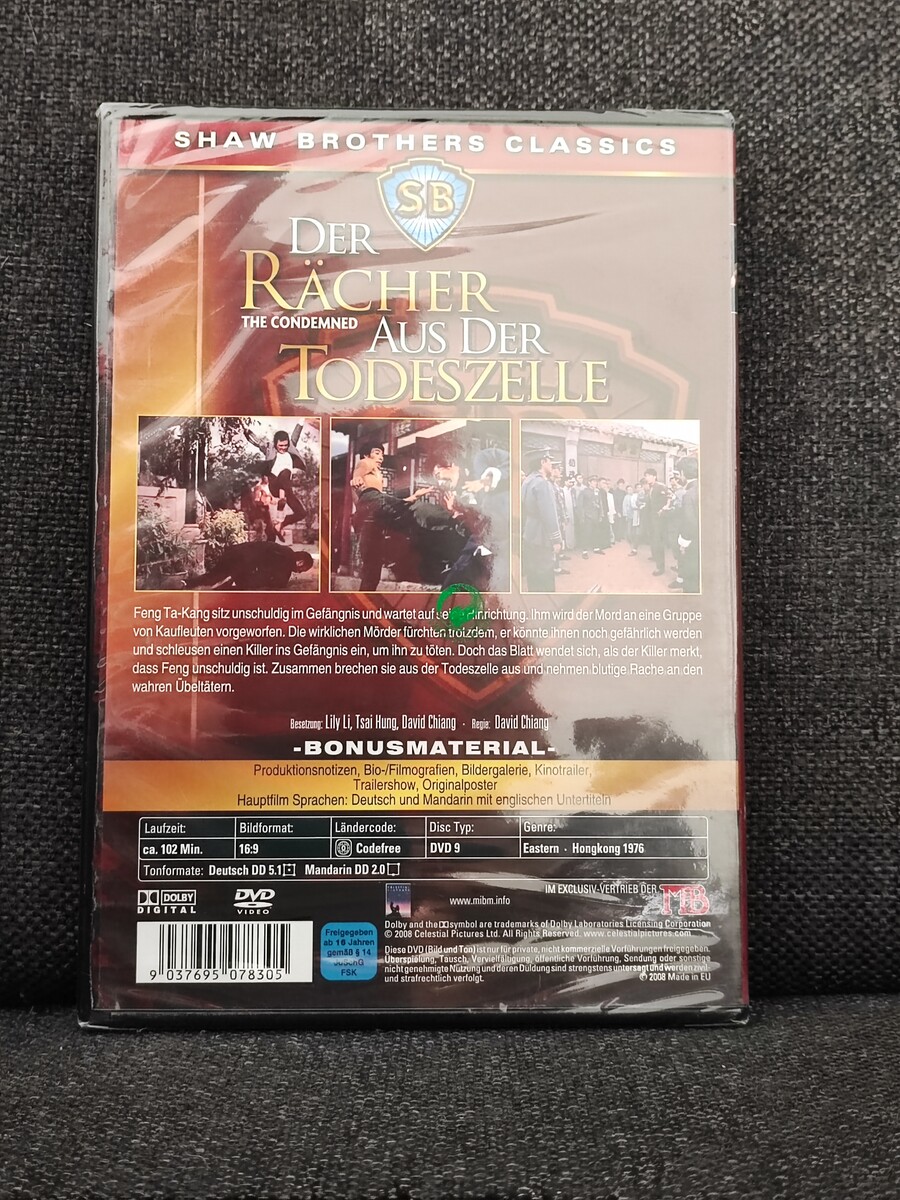 SHAW BROTHERS CLASSICS
SB
DER
RÄCHER
THE CONDEMNED
AUS DER
TODESZELLE
Feng Ta-Kang sitz unschuldig im Gefängnis und wartet auf seine Hinrichtung. Ihm wird der Mord an eine Gruppe
von Kaufleuten vorgeworfen. Die wirklichen Mörder fürchten trotzdem, er könnte ihnen noch gefährlich werden
und schleusen einen Killer ins Gefängnis ein, um ihn zu töten. Doch das Blatt wendet sich, als der Killer merkt,
dass Feng unschuldig ist. Zusammen brechen sie aus der Todeszelle aus und nehmen blutige Rache an den
wahren Übeltätern.
Besetzung: Lily Li, Tsai Hung, David Chiang · Regie: David Chiang
-BONUSMATERIAL-
Produktionsnotizen, Bio-/Filmografien, Bildergalerie, Kinotrailer,
Trailershow, Originalposter
Hauptfilm Sprachen: Deutsch und Mandarin mit englischen Untertiteln
Laufzeit: Bildformat: Ländercode: Disc Typ: Genre:
ca. 102 Min. 16:9 Codefree DVD 9 Eastern · Hongkong 1976
Tonformate: Deutsch DD 5.1 Mandarin DD 2.0
DOLBY
DIGITAL
DVD
VIDEO
www.mibm.info
IM EXCLUSIV-VERTRIEB DER MIB
Dolby and the symbol are trademarks of Dolby Laboratories Licensing Corporation
© 2008 Celestial Pictures Ltd. All Rights Reserved. www.celestialpictures.com
Diese DVD (Bild und Ton) ist nur für private, nicht kommerzielle Vorführungen freigegeben.
Überspielung, Tausch, Vervielfältigung, öffentliche Vorführung, Sendung oder sonstige
nicht genehmigte Nutzung und deren Duldung sind strengstens untersagt und werden zivil-
und strafrechtlich verfolgt.
© 2008 Made in EU
9 037695 078305
Freigegeben
ab 16 Jahren
gemäß § 14
JuSchG
FSK